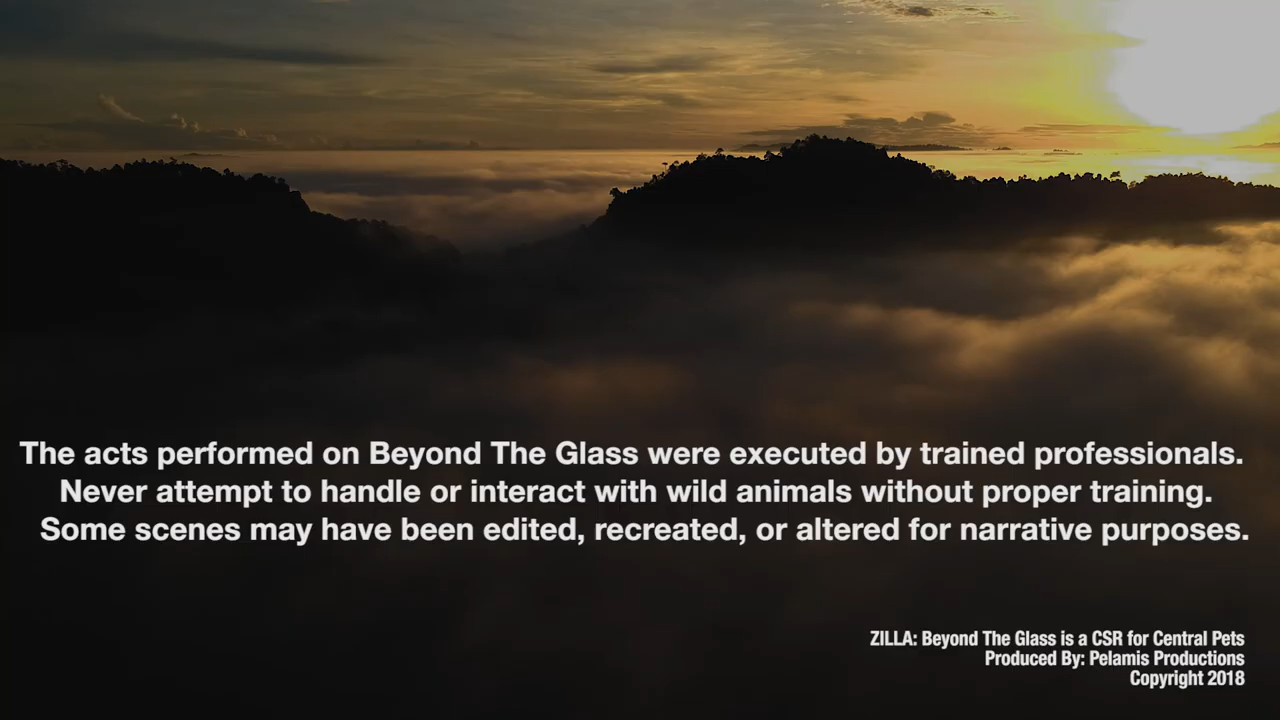 The acts performed on Beyond The Glass were executed by trained professionals.
Never attempt to handle or interact with wild animals without proper training.
Some scenes may have been edited, recreated, or altered for narrative purposes.
ZILLA: Beyond The Glass is a CSR for Central Pets
Produced By: Pelamis Productions
Copyright 2018